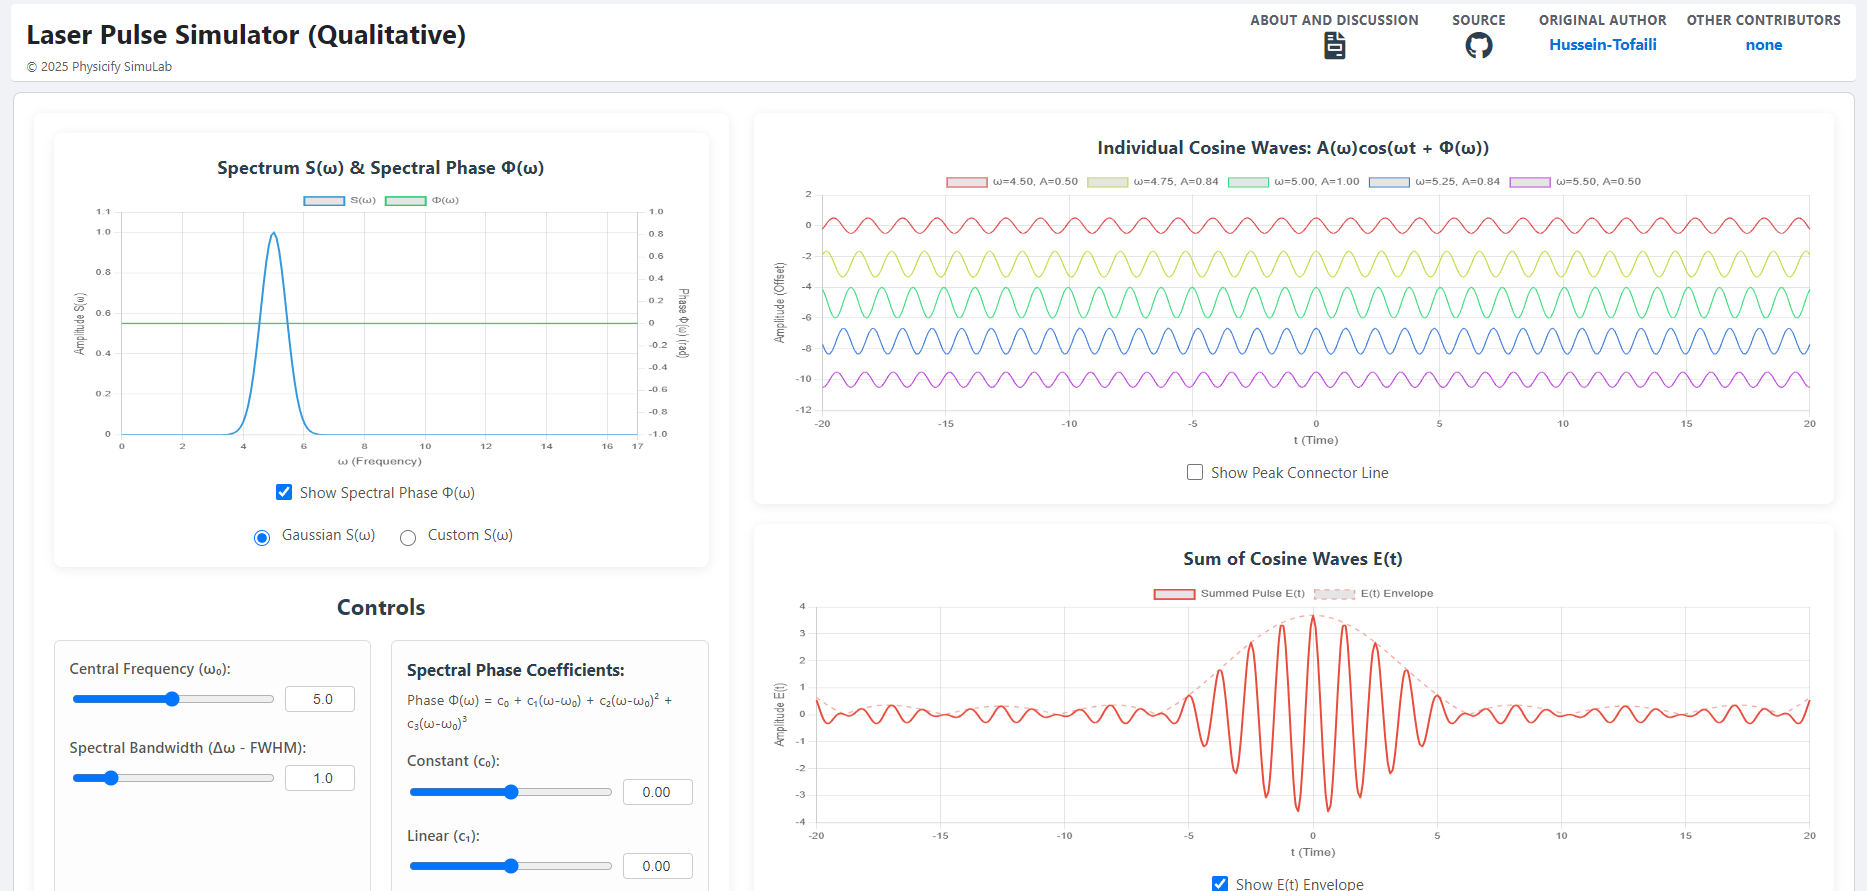 Laser Pulse Simulator (Qualitative)
© 2025 Physicify SimuLab
ABOUT AND DISCUSSION
SOURCE
ORIGINAL AUTHOR
Hussein-Tofaili
OTHER CONTRIBUTORS
none
Spectrum S(ω) & Spectral Phase Φ(ω)
S(ω) Φ(ω)
Amplitude S(ω)
1.1
1.0
0.8
0.6
0.4
0.2
0
Phase Φ(ω) (rad)
1.0
0.8
0.6
0.4
0.2
0
-0.2
-0.4
-0.6
-0.8
-1.0
0 2 4 6 8 10 12 14 16 17
ω (Frequency)
Show Spectral Phase Φ(ω)
Gaussian S(ω) Custom S(ω)
Controls
Central Frequency (ω₀):
5.0
Spectral Bandwidth (Δω - FWHM):
1.0
Spectral Phase Coefficients:
Phase Φ(ω) = c₀ + c₁(ω-ω₀) + c₂(ω-ω₀)² +
c₃(ω-ω₀)³
Constant (c₀):
0.00
Linear (c₁):
0.00
Individual Cosine Waves: A(ω)cos(ωt + Φ(ω))
ω=4.50, A=0.50 ω=4.75, A=0.84 ω=5.00, A=1.00 ω=5.25, A=0.84 ω=5.50, A=0.50
Amplitude (Offset)
2
0
-2
-4
-6
-8
-10
-12
-20 -15 -10 -5 0 5 10 15 20
t (Time)
Show Peak Connector Line
Sum of Cosine Waves E(t)
Summed Pulse E(t) E(t) Envelope
Amplitude E(t)
4
3
2
1
0
-1
-2
-3
-4
-20 -15 -10 -5 0 5 10 15 20
t (Time)
Show E(t) Envelope